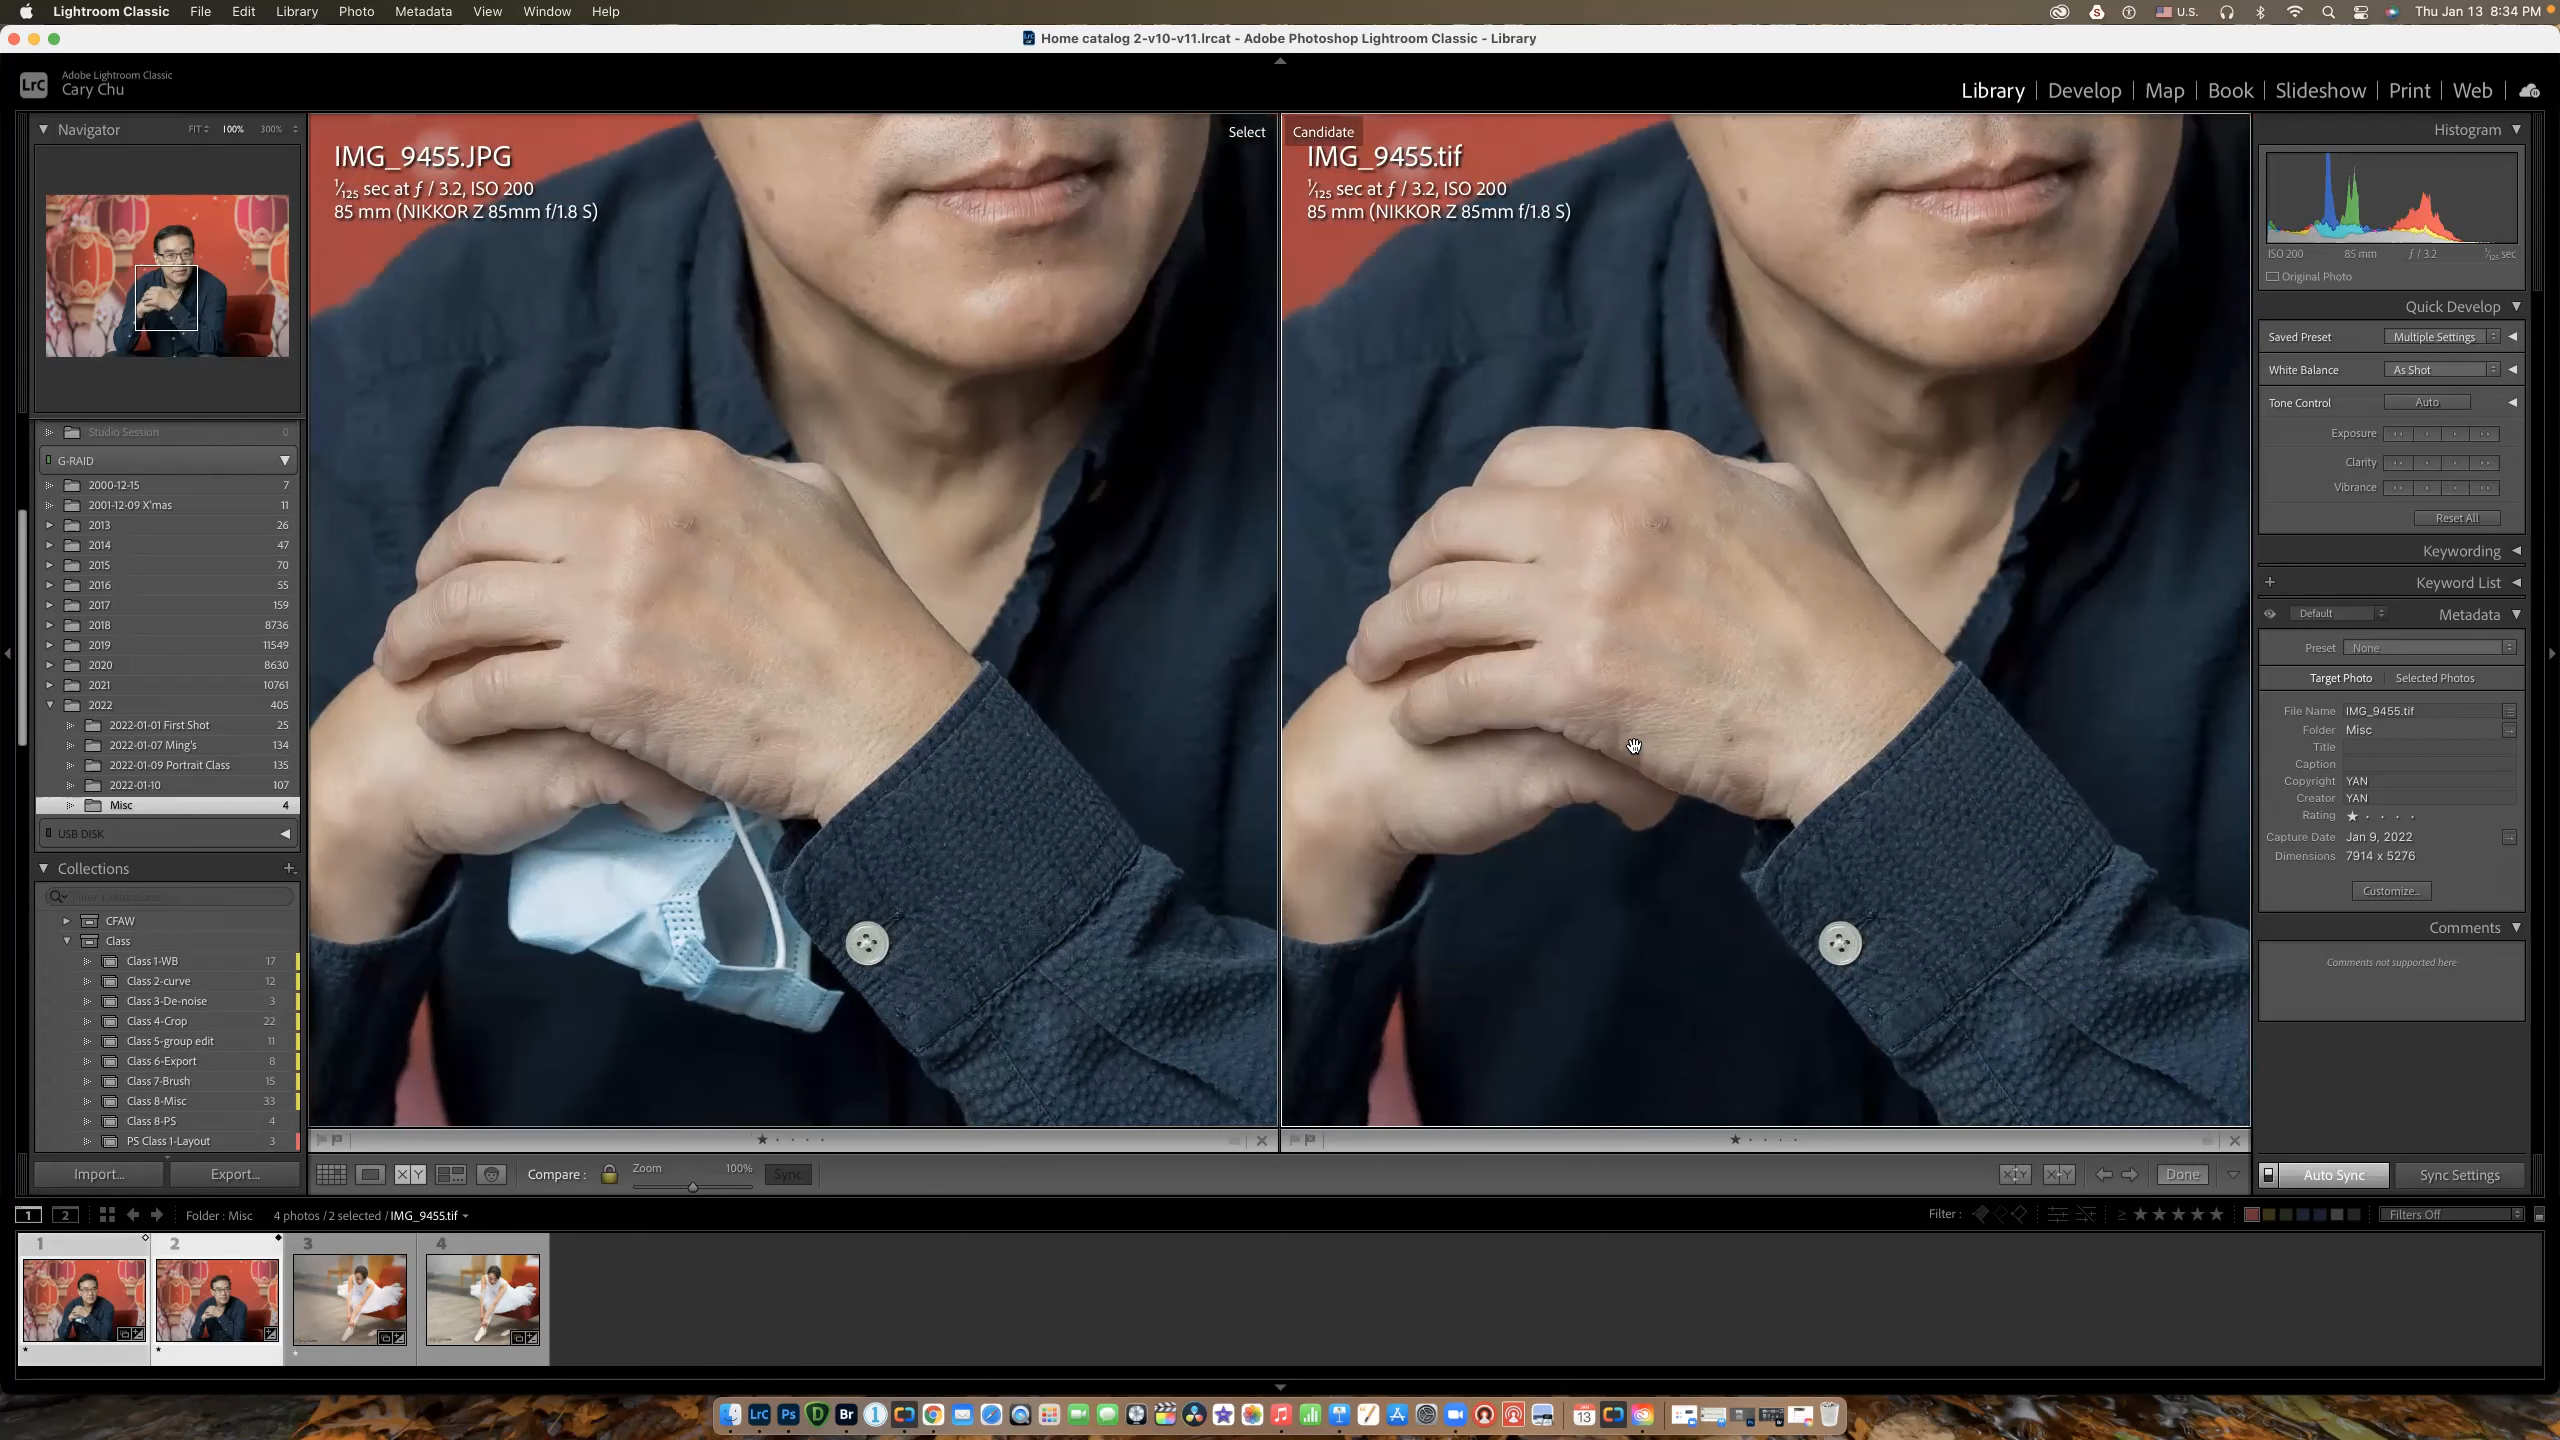 Lightroom Classic File Edit Library Photo Metadata View Window Help U.S. Thu Jan 13 8:34 PM
Home catalog 2-v10-v11.lrcat - Adobe Photoshop Lightroom Classic - Library
LrC Adobe Lightroom Classic
Cary Chu
Library Develop Map Book Slideshow Print Web
Navigator FIT 100% 300%
Studio Session 0
G-RAID
2000-12-15 7
2001-12-09 X'mas 11
2013 26
2014 47
2015 70
2016 55
2017 159
2018 8736
2019 11549
2020 8630
2021 10761
2022 405
2022-01-01 First Shot 25
2022-01-07 Ming's 134
2022-01-09 Portrait Class 135
2022-01-10 107
Misc 4
USB DISK
Collections
Filter Collections
CFAW
Class
Class 1-WB 17
Class 2-curve 12
Class 3-De-noise 3
Class 4-Crop 22
Class 5-group edit 11
Class 6-Export 8
Class 7-Brush 15
Class 8-Misc 33
Class 8-PS 4
PS Class 1-Layout 3
Import... Export...
Select
IMG_9455.JPG
1/125 sec at ƒ / 3.2, ISO 200
85 mm (NIKKOR Z 85mm f/1.8 S)
Candidate
IMG_9455.tif
1/125 sec at ƒ / 3.2, ISO 200
85 mm (NIKKOR Z 85mm f/1.8 S)
X Y Compare : Zoom 100% Sync Done
Histogram
ISO 200 85 mm ƒ / 3.2 1/125 sec
Original Photo
Quick Develop
Saved Preset Multiple Settings
White Balance As Shot
Tone Control Auto
Exposure
Clarity
Vibrance
Reset All
Keywording
Keyword List
Default Metadata
Preset None
Target Photo Selected Photos
File Name IMG_9455.tif
Folder Misc
Title
Caption
Copyright YAN
Creator YAN
Rating
Capture Date Jan 9, 2022
Dimensions 7914 x 5276
Customize...
Comments
Comments not supported here
Auto Sync Sync Settings
1 2 Folder : Misc 4 photos / 2 selected / IMG_9455.tif Filter : Filters Off
1 2 3 4
LrC Ps Br 13